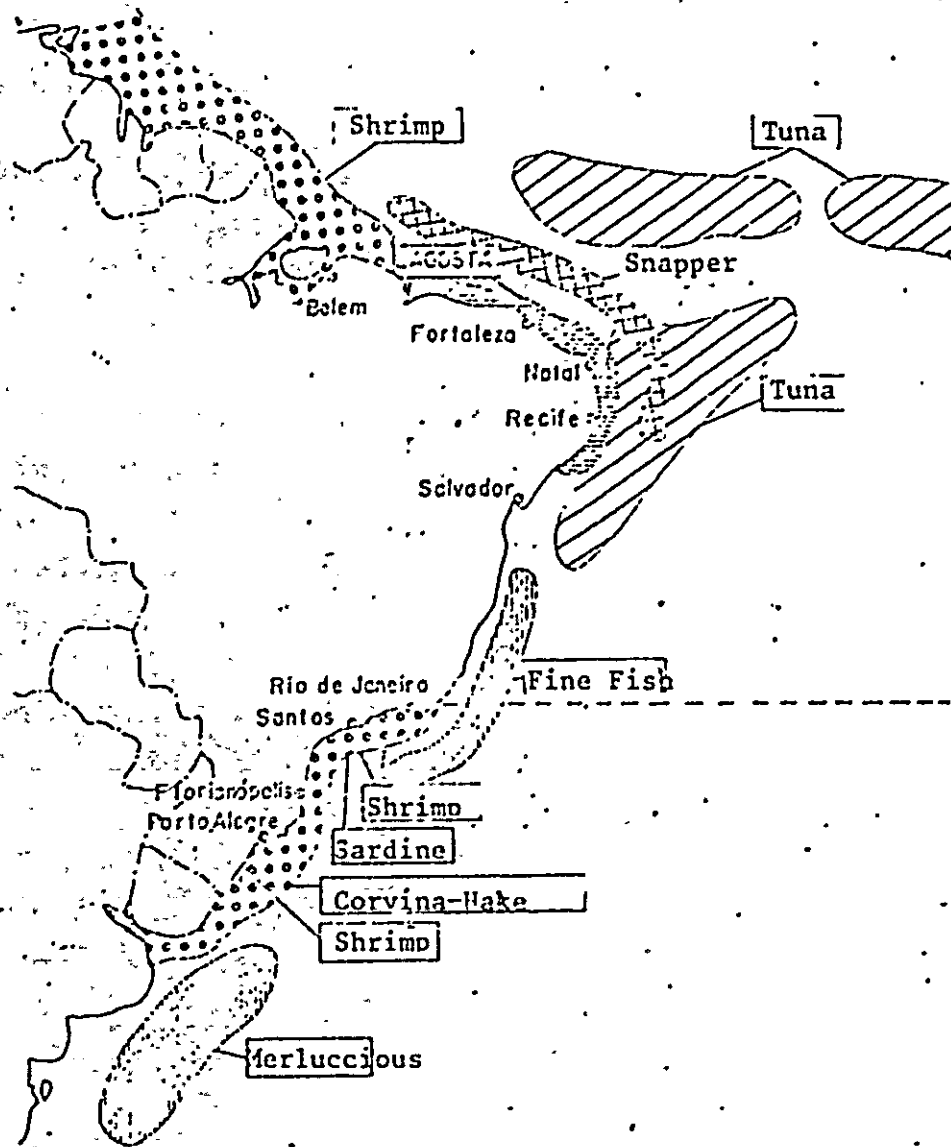 Shrimp
Tuna
LAGOSTA
Snapper
Belem
Fortaleza
Natal
Tuna
Recife
Salvador
Fine Fish
Rio de Janeiro
Santos
Florianópolis
Shrimp
Porto Alegre
Sardine
Corvina-Hake
Shrimp
Merluccious